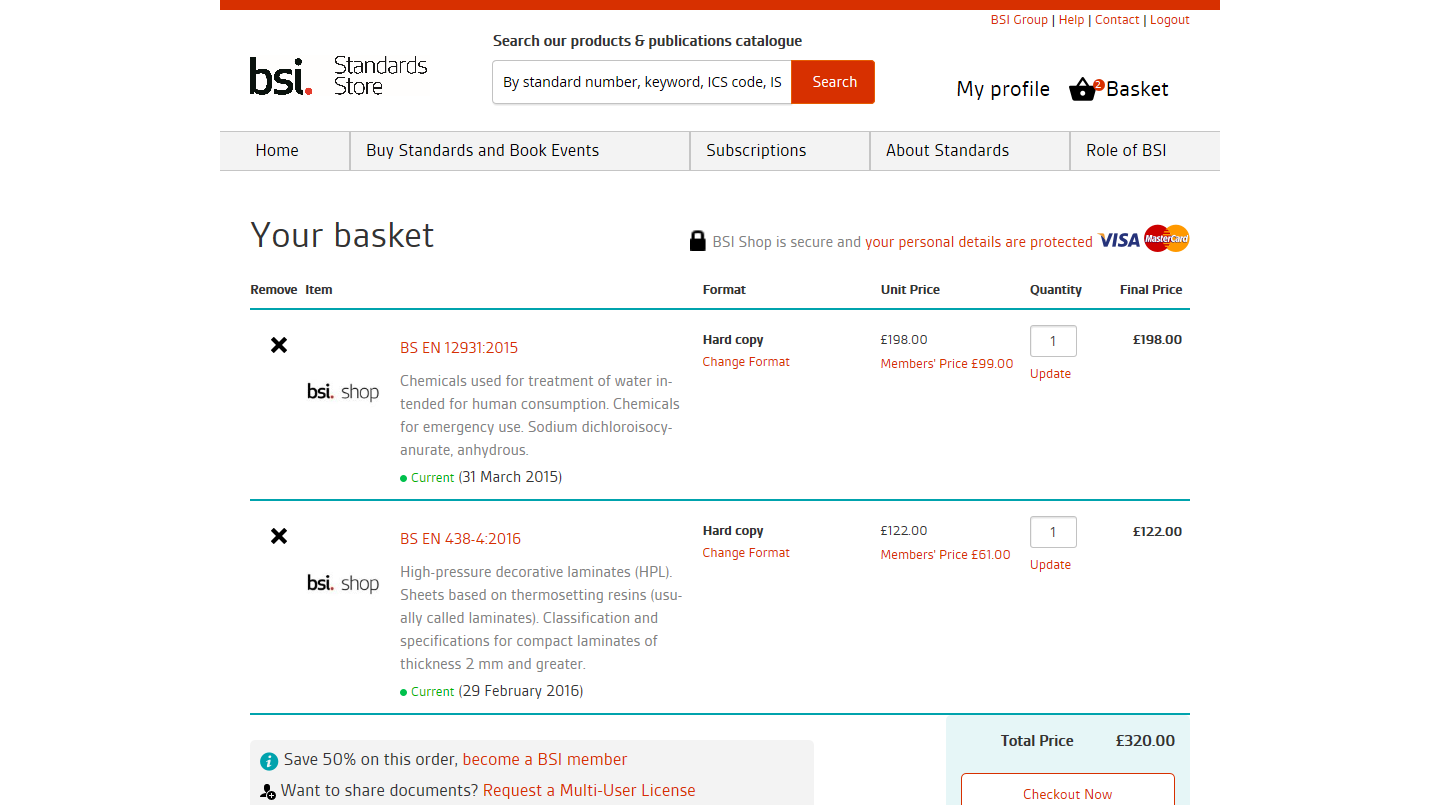 BSI Group | Help | Contact | Logout
Search our products & publications catalogue
bsi. Standards Store
By standard number, keyword, ICS code, IS
Search
My profile
2
Basket
Home
Buy Standards and Book Events
Subscriptions
About Standards
Role of BSI
Your basket
BSI Shop is secure and your personal details are protected
VISA
MasterCard
Remove Item Format Unit Price Quantity Final Price
BS EN 12931:2015
bsi. shop
Chemicals used for treatment of water in-
tended for human consumption. Chemicals
for emergency use. Sodium dichloroisocy-
anurate, anhydrous.
Current (31 March 2015)
Hard copy
Change Format
£198.00
Members' Price £99.00
1
Update
£198.00
BS EN 438-4:2016
bsi. shop
High-pressure decorative laminates (HPL).
Sheets based on thermosetting resins (usu-
ally called laminates). Classification and
specifications for compact laminates of
thickness 2 mm and greater.
Current (29 February 2016)
Hard copy
Change Format
£122.00
Members' Price £61.00
1
Update
£122.00
Save 50% on this order, become a BSI member
Want to share documents? Request a Multi-User License
Total Price £320.00
Checkout Now